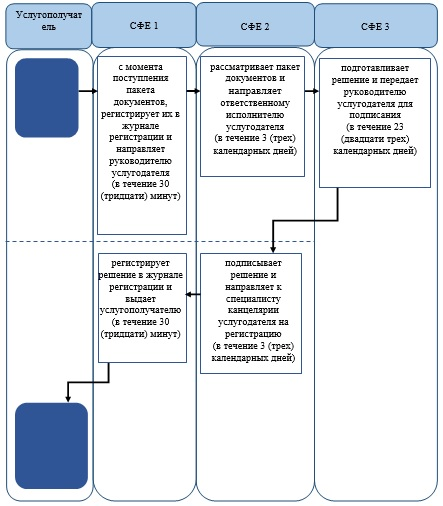 Услугополучат
ель
СФЕ 1
СФЕ 2
СФЕ 3
с момента
поступления
пакета
документов,
регистрирует их в
журнале
регистрации и
направляет
руководителю
услугодателя
(в течение 30
(тридцати) минут)
рассматривает пакет
документов и
направляет
ответственному
исполнителю
услугодателя
(в течение 3 (трех)
календарных дней)
подготавливает
решение и передает
руководителю
услугодателя для
подписания
(в течение 23
(двадцати трех)
календарных дней)
подписывает
решение и
направляет к
специалисту
канцелярии
услугодателя на
регистрацию
(в течение 3 (трех)
календарных дней)
регистрирует
решение в журнале
регистрации и
выдает
услугополучателю
(в течение 30
(тридцати) минут)